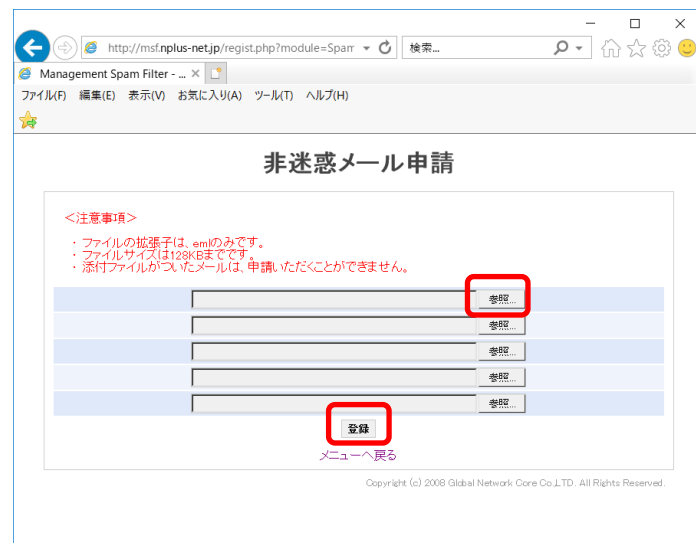 http://msf.nplus-net.jp/regist.php?module=Spam
検索...
Management Spam Filter - ...
ファイル(F) 編集(E) 表示(V) お気に入り(A) ツール(T) ヘルプ(H)
非迷惑メール申請
＜注意事項＞
・ファイルの拡張子は、emlのみです。
・ファイルサイズは128KBまでです。
・添付ファイルがついたメールは、申請いただくことができません。
参照...
参照...
参照...
参照...
参照...
登録
メニューへ戻る
Copyright (c) 2008 Global Network Core Co.,LTD. All Rights Reserved.